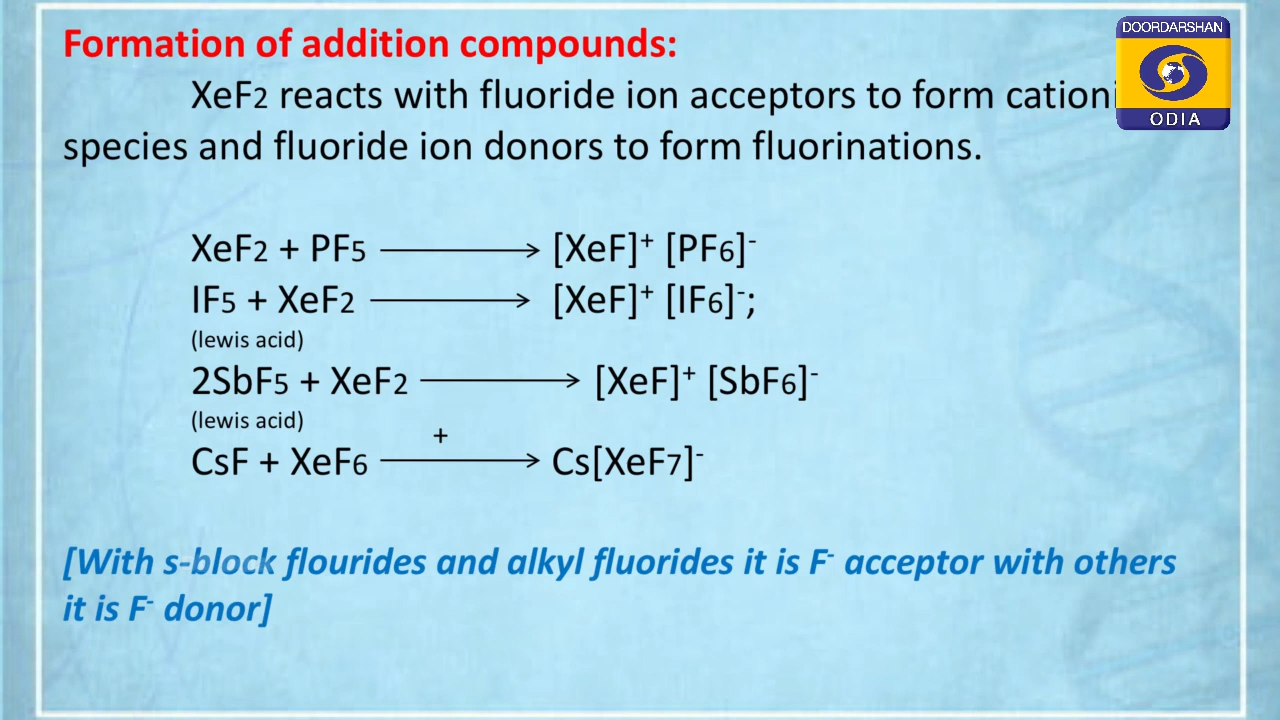 Formation of addition compounds:
DOORDARSHAN
ODIA
XeF2 reacts with fluoride ion acceptors to form cationi
species and fluoride ion donors to form fluorinations.
XeF2 + PF5 ⟶ [XeF]⁺ [PF6]⁻
IF5 + XeF2 ⟶ [XeF]⁺ [IF6]⁻;
(lewis acid)
2SbF5 + XeF2 ⟶ [XeF]⁺ [SbF6]⁻
(lewis acid)
+
CsF + XeF6 ⟶ Cs[XeF7]⁻
[With s-block flourides and alkyl fluorides it is F⁻ acceptor with others
it is F⁻ donor]